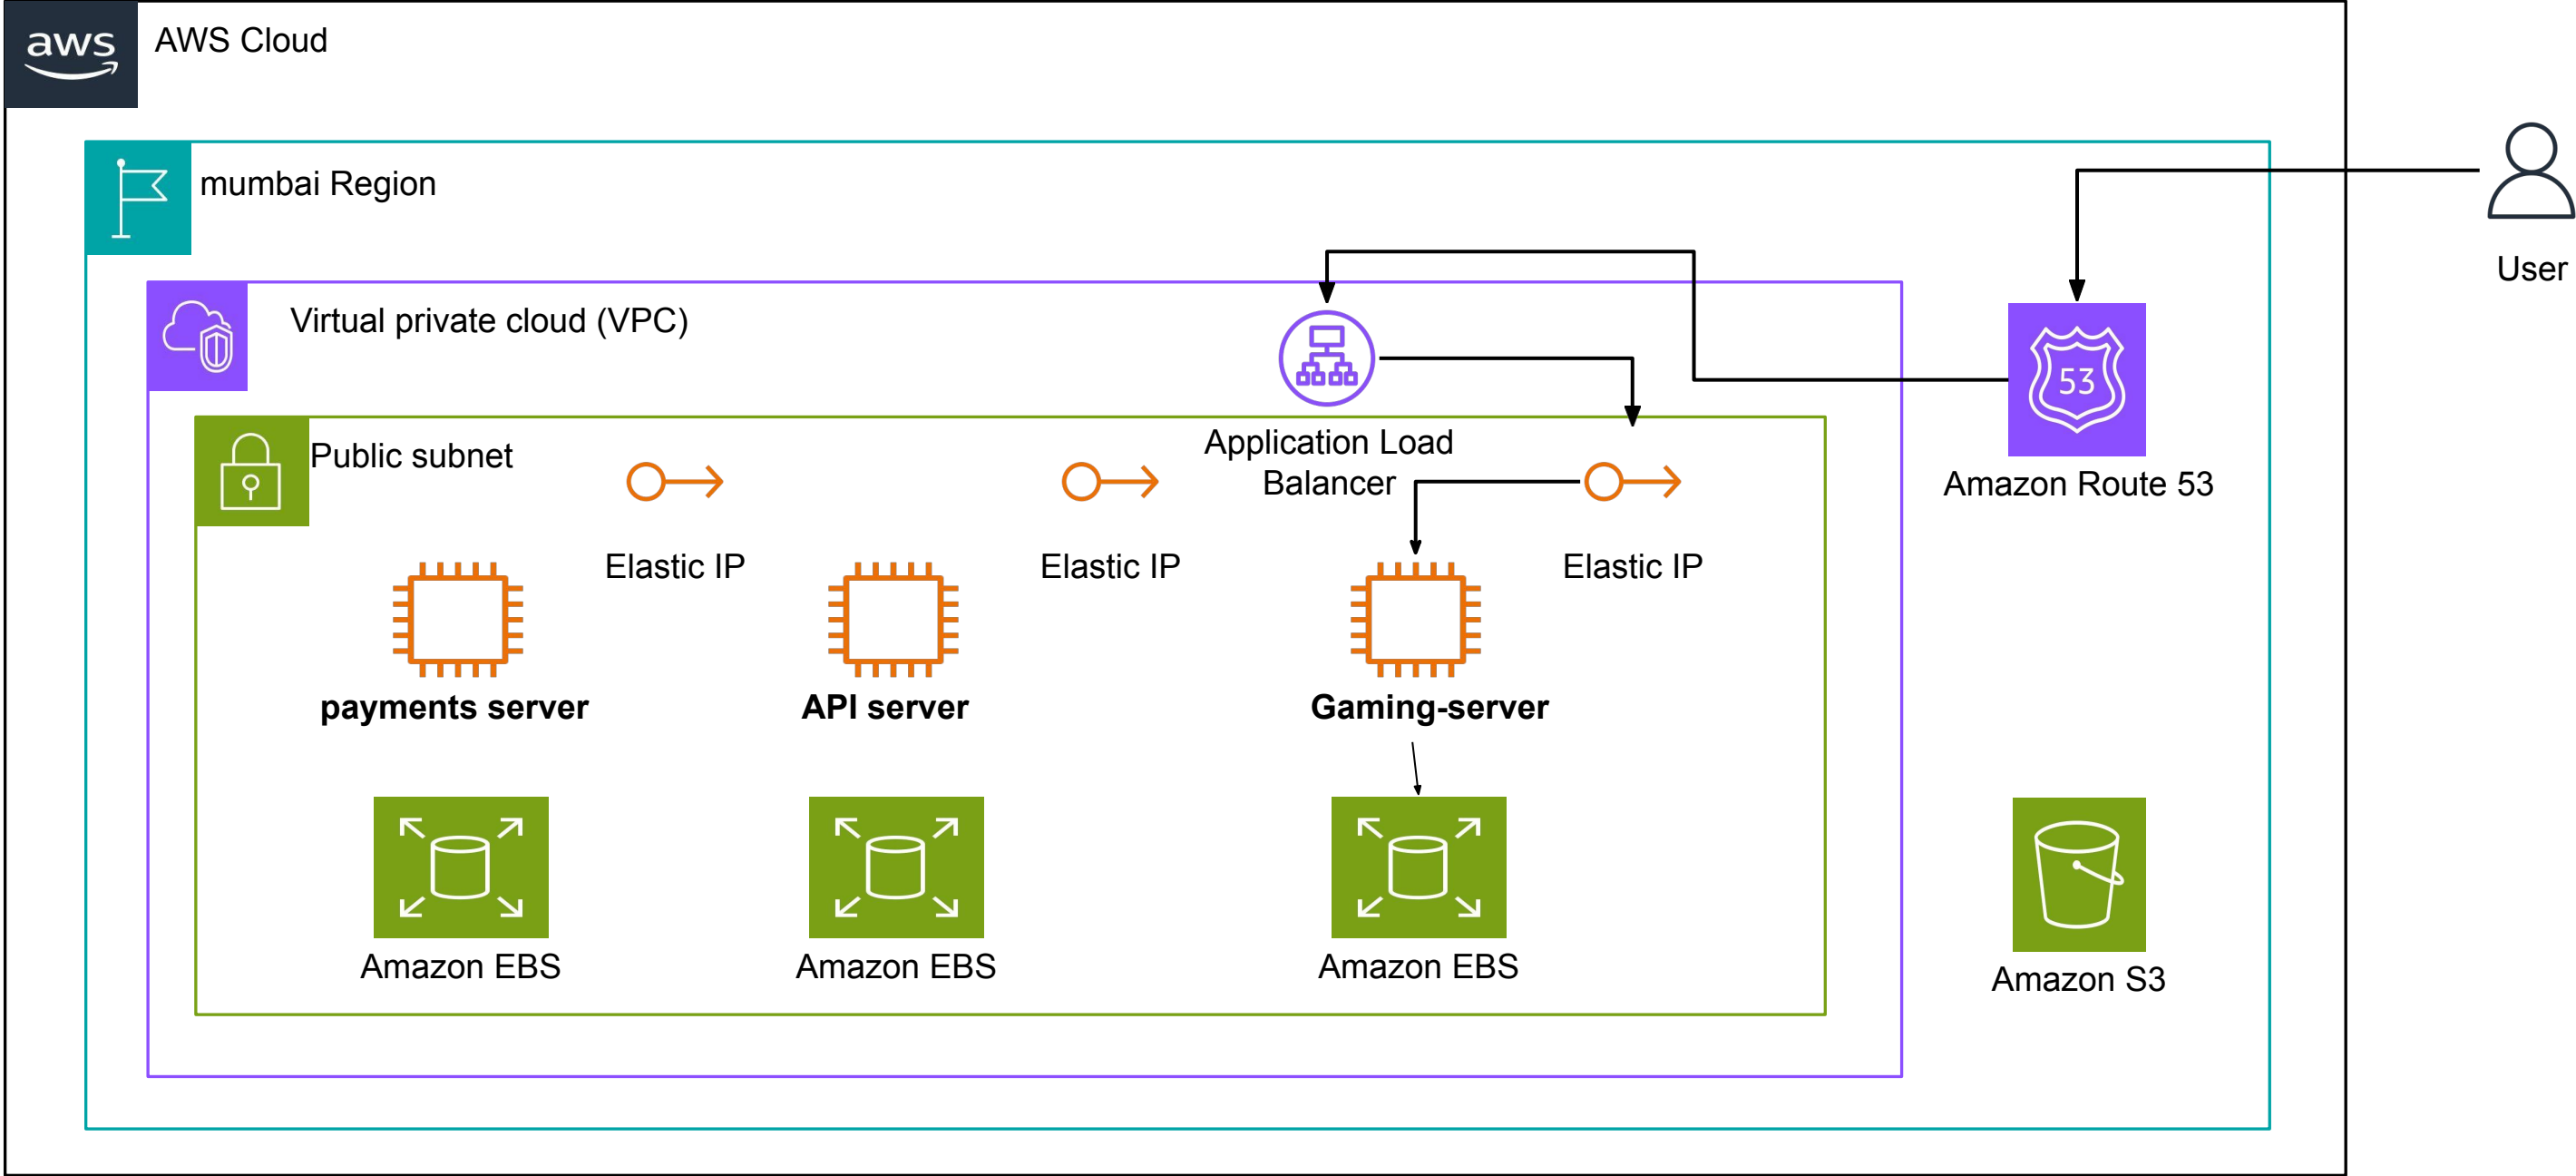 aws
AWS Cloud
mumbai Region
User
Virtual private cloud (VPC)
53
Public subnet
Application Load
Balancer
Amazon Route 53
Elastic IP
Elastic IP
Elastic IP
payments server
API server
Gaming-server
Amazon EBS
Amazon EBS
Amazon EBS
Amazon S3